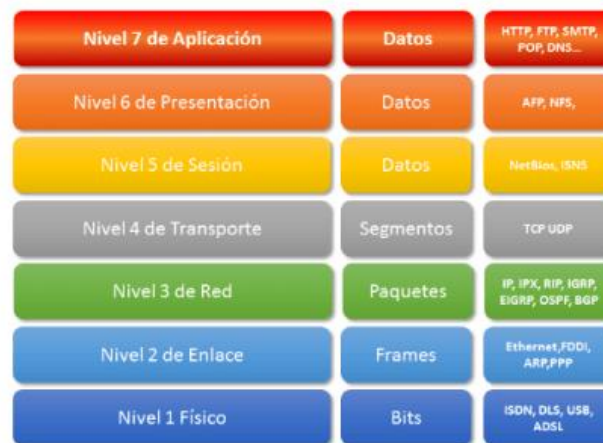 Nivel 7 de Aplicación
Datos
HTTP, FTP, SMTP,
POP, DNS...
Nivel 6 de Presentación
Datos
AFP, NFS,
Nivel 5 de Sesión
Datos
NetBios, ISNS
Nivel 4 de Transporte
Segmentos
TCP UDP
Nivel 3 de Red
Paquetes
IP, IPX, RIP, IGRP,
EIGRP, OSPF, BGP
Nivel 2 de Enlace
Frames
Ethernet,FDDI,
ARP,PPP
Nivel 1 Físico
Bits
ISDN, DLS, USB,
ADSL